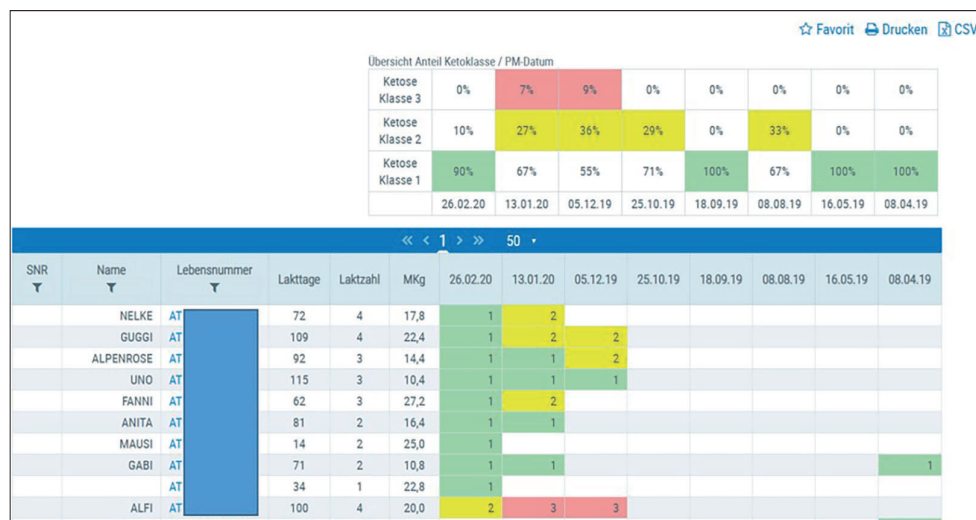 Favorit Drucken CSV
Übersicht Anteil Ketoklasse / PM-Datum
Ketose Klasse 3 0% 7% 9% 0% 0% 0% 0% 0%
Ketose Klasse 2 10% 27% 36% 29% 0% 33% 0% 0%
Ketose Klasse 1 90% 67% 55% 71% 100% 67% 100% 100%
26.02.20 13.01.20 05.12.19 25.10.19 18.09.19 08.08.19 16.05.19 08.04.19
« < 1 > » 50
SNR Name Lebensnummer Lakttage Laktzahl MKg 26.02.20 13.01.20 05.12.19 25.10.19 18.09.19 08.08.19 16.05.19 08.04.19
NELKE AT 72 4 17,8 1 2
GUGGI AT 109 4 22,4 1 2 2
ALPENROSE AT 92 3 14,4 1 1 2
UNO AT 115 3 10,4 1 1 1
FANNI AT 62 3 27,2 1 2
ANITA AT 81 2 16,4 1 1
MAUSI AT 14 2 25,0 1
GABI AT 71 2 10,8 1 1 1
AT 34 1 22,8 1
ALFI AT 100 4 20,0 2 3 3